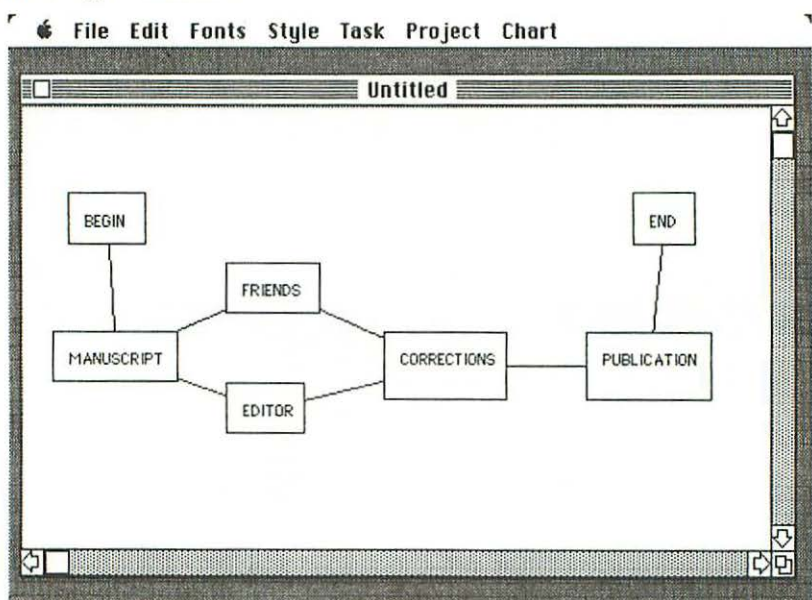 File Edit Fonts Style Task Project Chart
Untitled
BEGIN
END
FRIENDS
MANUSCRIPT
CORRECTIONS
PUBLICATION
EDITOR